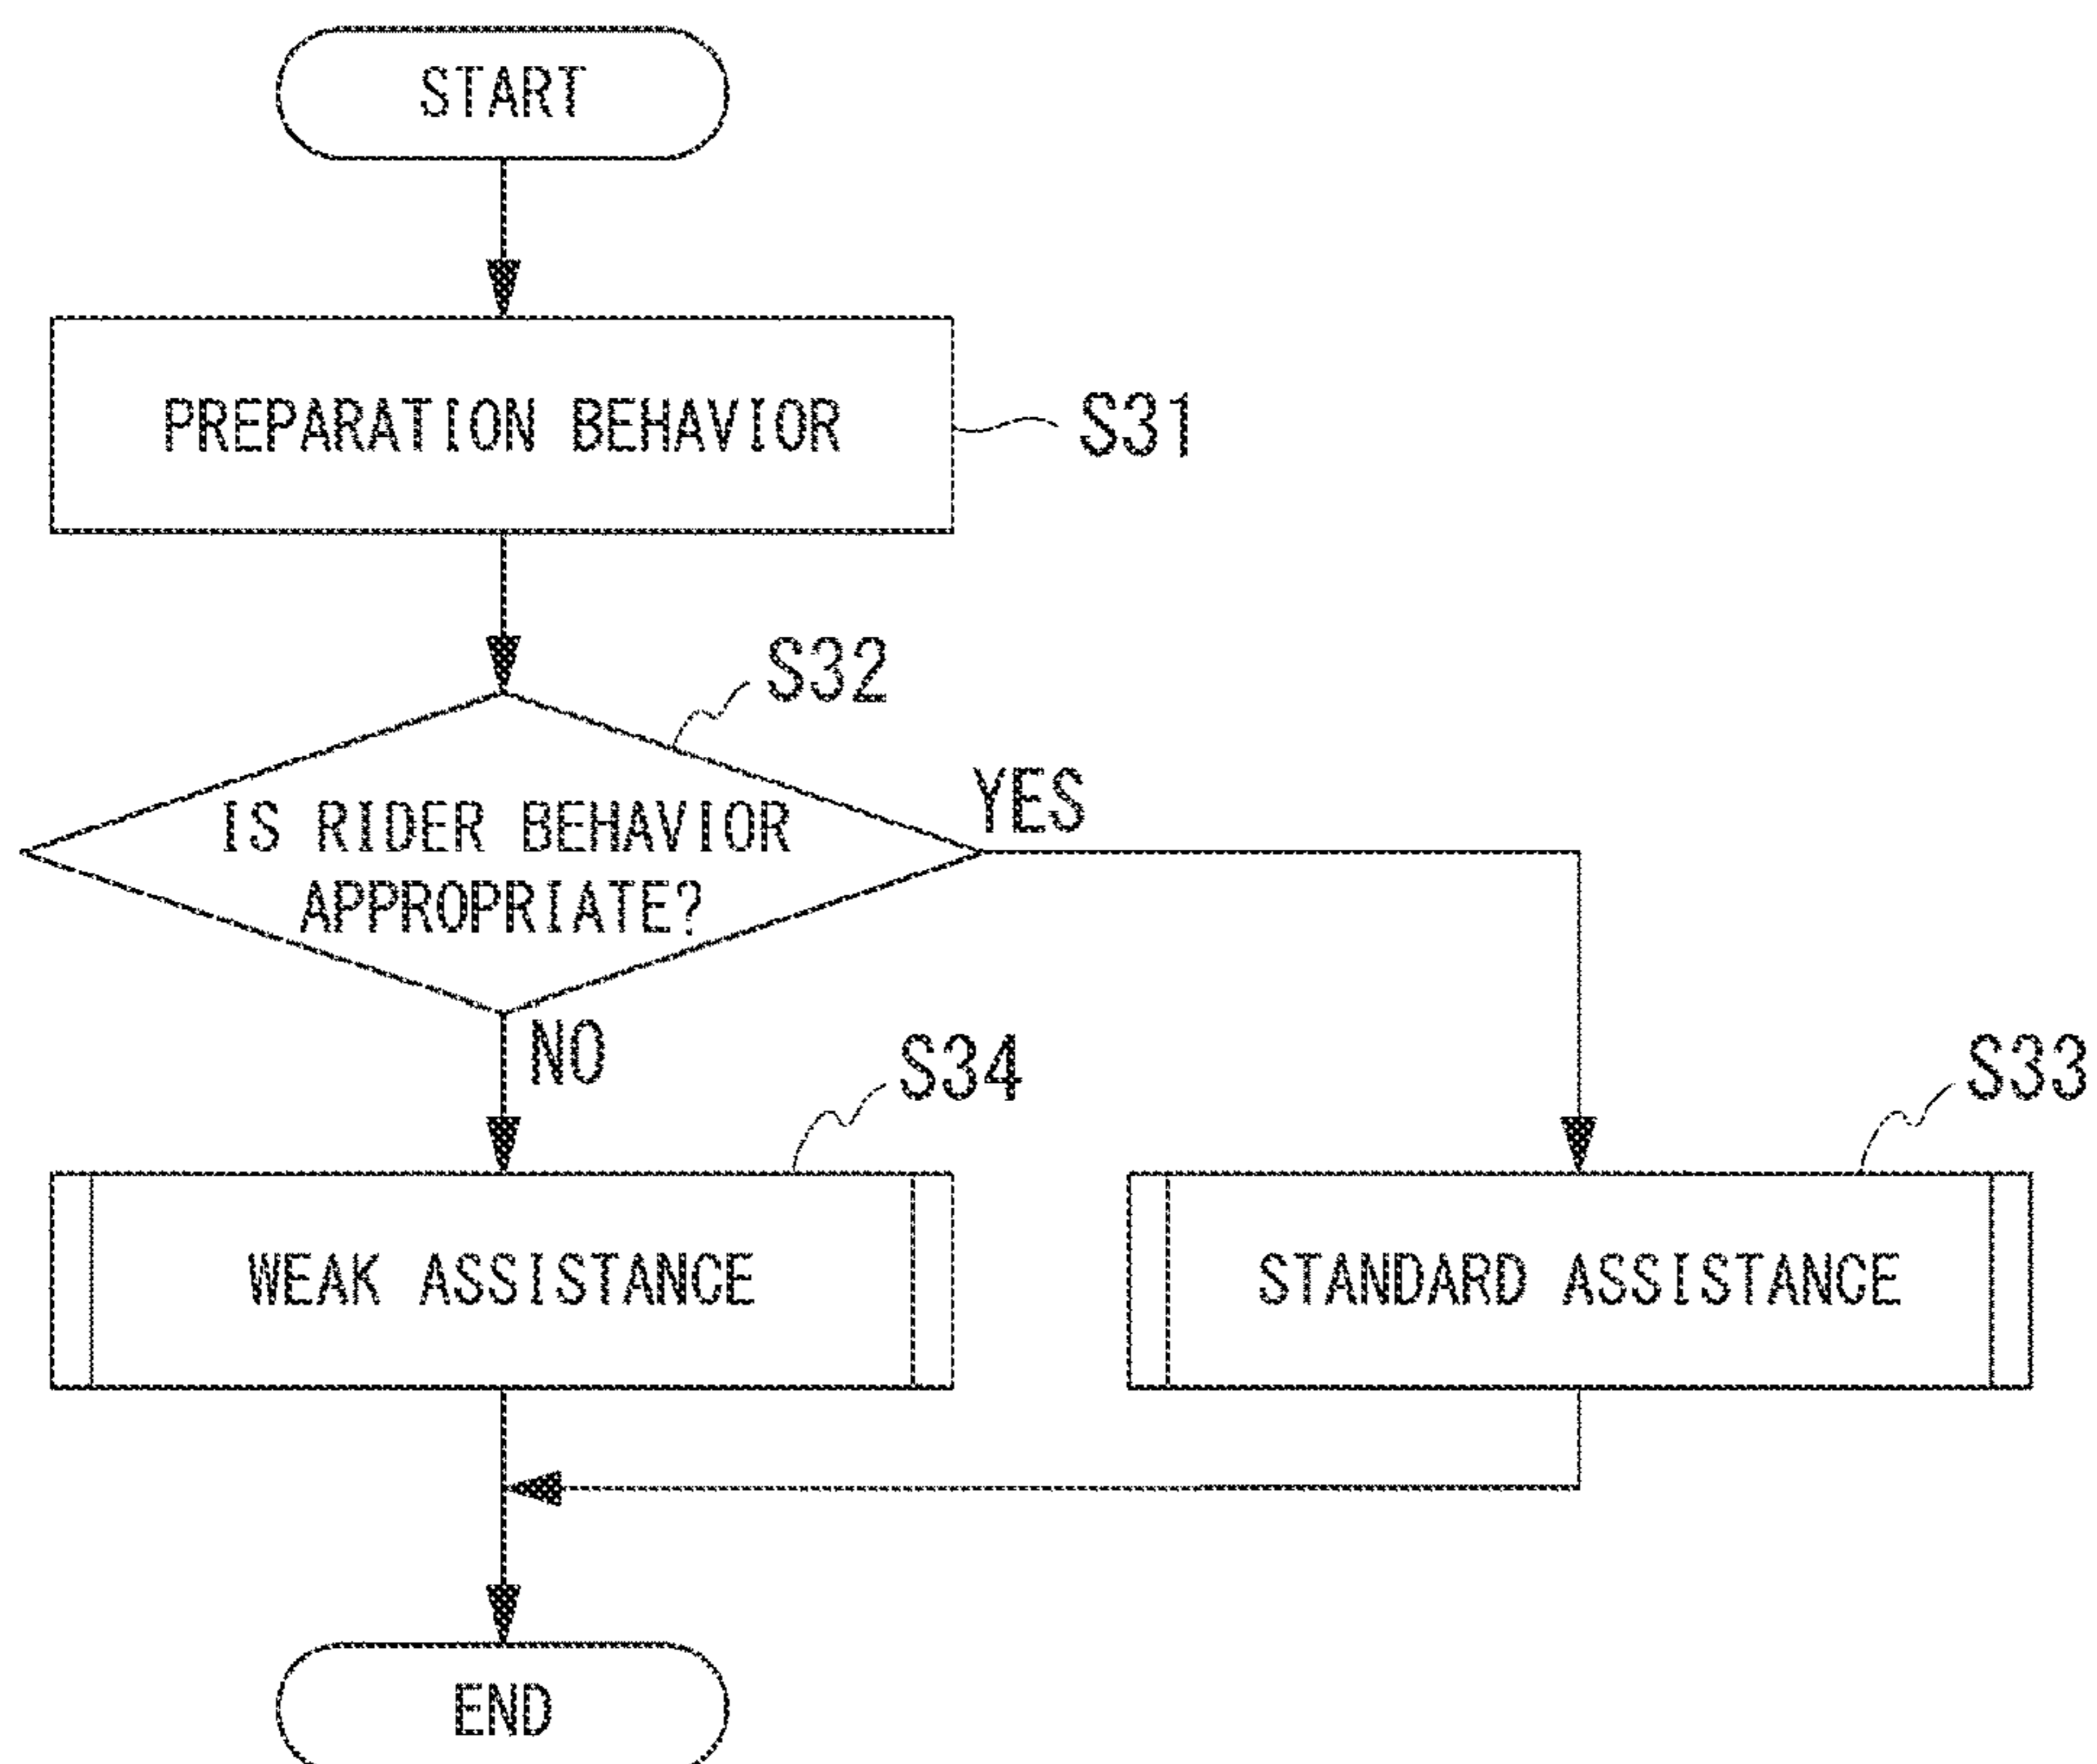 START
PREPARATION BEHAVIOR
S31
S32
IS RIDER BEHAVIOR
APPROPRIATE?
YES
NO
S34
S33
WEAK ASSISTANCE
STANDARD ASSISTANCE
END